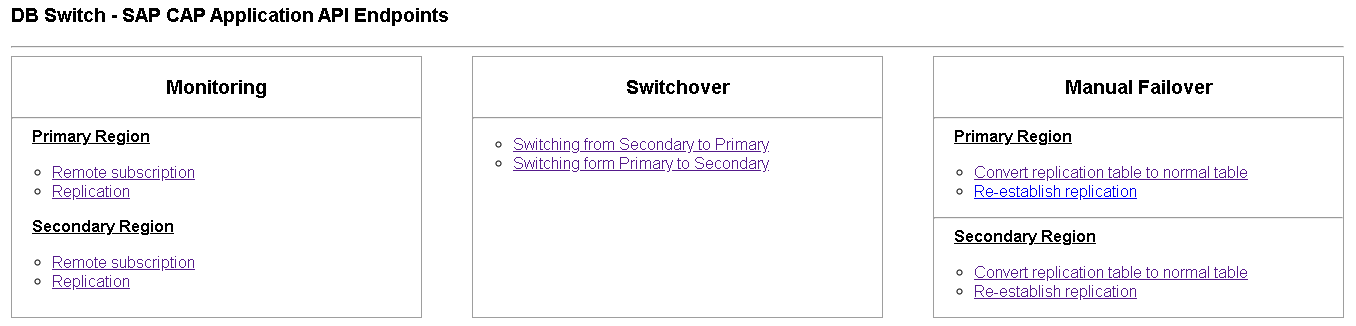 DB Switch - SAP CAP Application API Endpoints
Monitoring
Primary Region
Remote subscription
Replication
Secondary Region
Remote subscription
Replication
Switchover
Switching from Secondary to Primary
Switching form Primary to Secondary
Manual Failover
Primary Region
Convert replication table to normal table
Re-establish replication
Secondary Region
Convert replication table to normal table
Re-establish replication